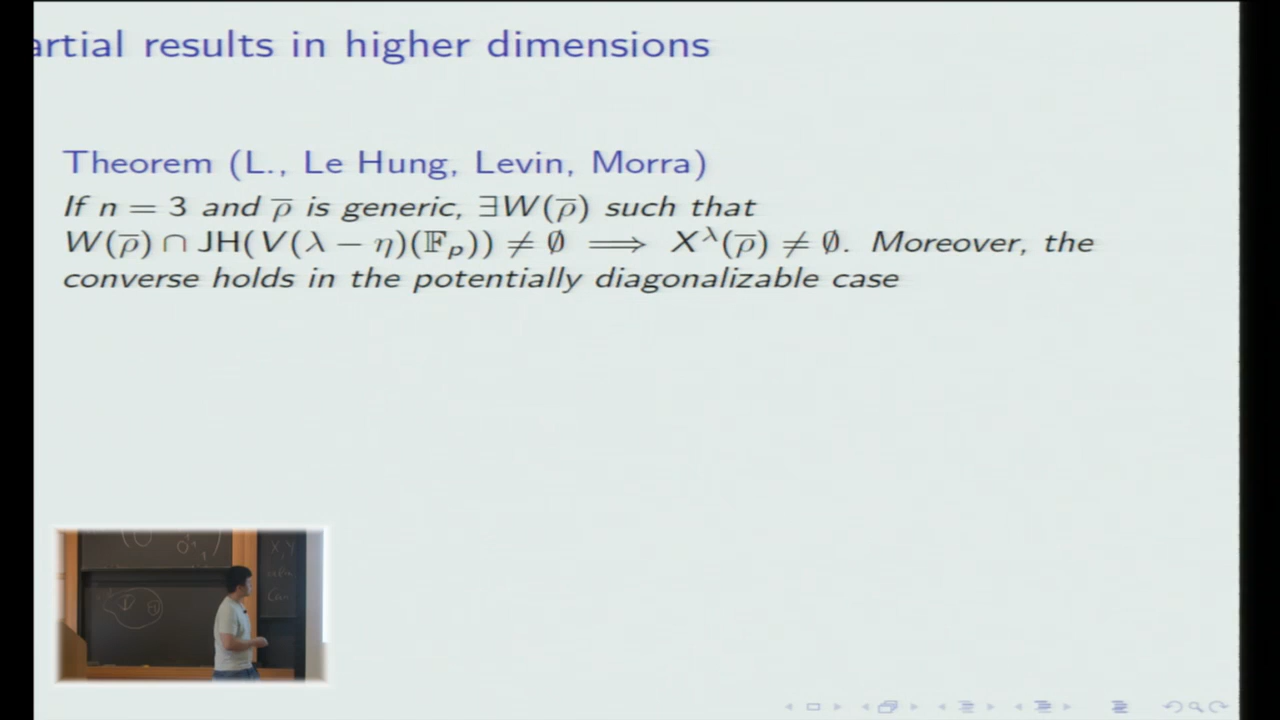 artial results in higher dimensions
Theorem (L., Le Hung, Levin, Morra)
If n = 3 and ρ̅ is generic, ∃W(ρ̅) such that
W(ρ̅) ∩ JH(V(λ − η)(𝔽ₚ)) ≠ ∅ ⟹ X^λ(ρ̅) ≠ ∅. Moreover, the
converse holds in the potentially diagonalizable case